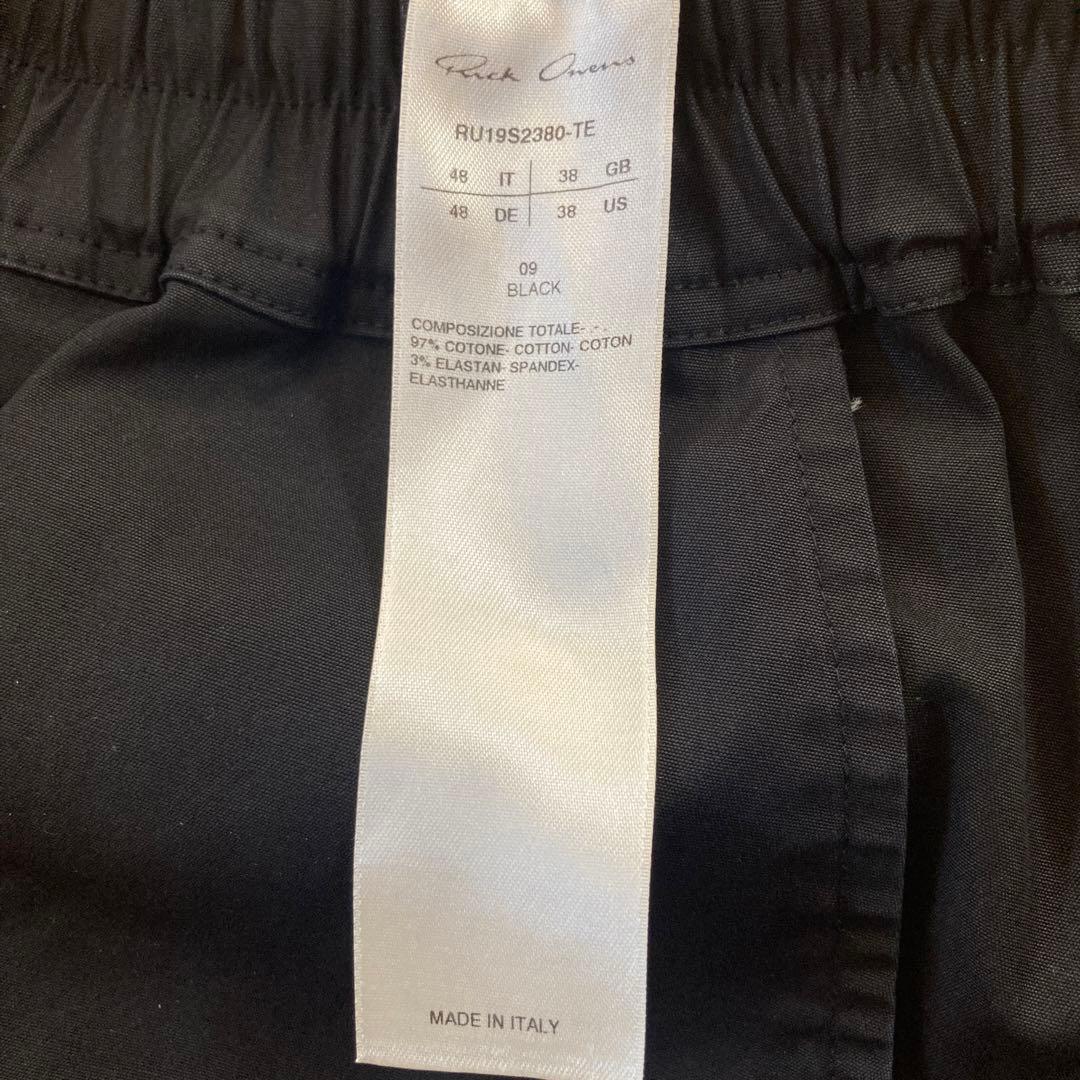 Rick Owens
RU19S2380-TE
48 IT 38 GB
48 DE 38 US
09
BLACK
COMPOSIZIONE TOTALE- .- .
97% COTONE- COTTON- COTON
3% ELASTAN- SPANDEX-
ELASTHANNE
MADE IN ITALY